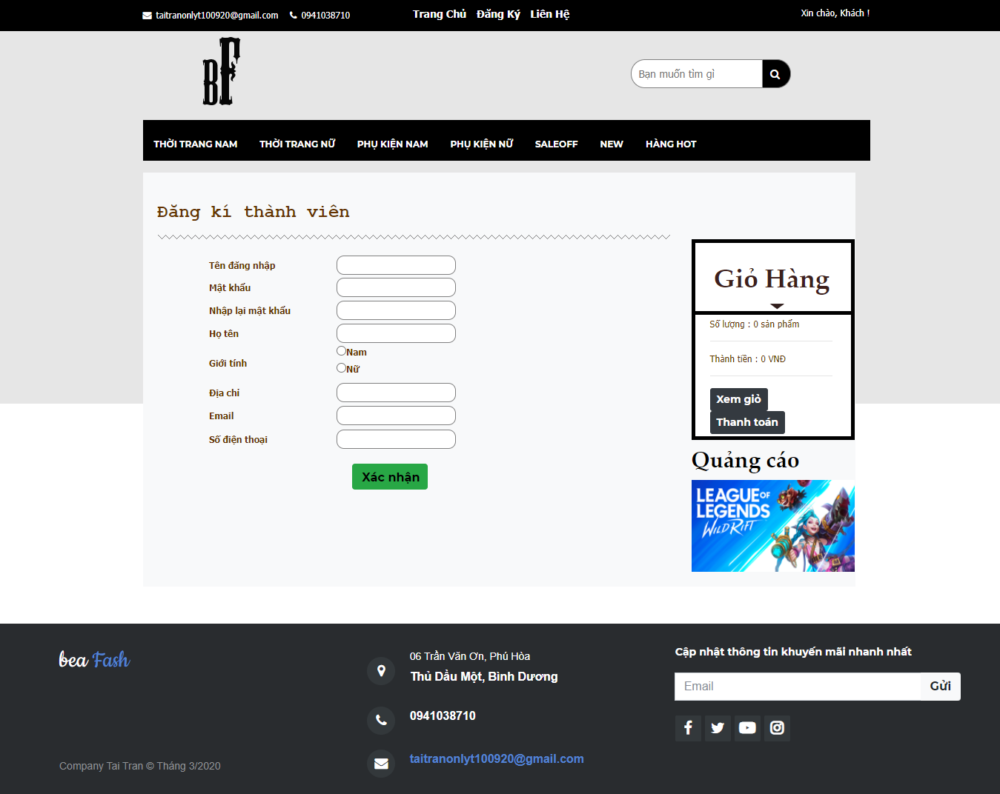 taitranonlyt100920@gmail.com 0941038710 Trang Chủ Đăng Ký Liên Hệ Xin chào, Khách !
BF
Bạn muốn tìm gì
THỜI TRANG NAM THỜI TRANG NỮ PHỤ KIỆN NAM PHỤ KIỆN NỮ SALEOFF NEW HÀNG HOT
Đăng kí thành viên
Tên đăng nhập
Mật khẩu
Nhập lại mật khẩu
Họ tên
Giới tính
Nam
Nữ
Địa chỉ
Email
Số điện thoại
Xác nhận
Giỏ Hàng
Số lượng : 0 sản phẩm
Thành tiền : 0 VNĐ
Xem giỏ
Thanh toán
Quảng cáo
LEAGUE OF
LEGENDS
WILD RIFT
bea Fash
Company Tai Tran © Tháng 3/2020
06 Trần Văn Ơn, Phú Hòa
Thủ Dầu Một, Bình Dương
0941038710
taitranonlyt100920@gmail.com
Cập nhật thông tin khuyến mãi nhanh nhất
Email Gửi